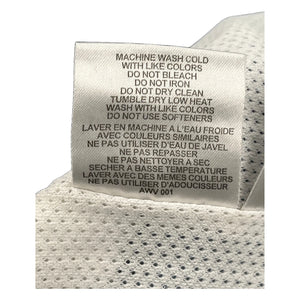 MACHINE WASH COLD
WITH LIKE COLORS
DO NOT BLEACH
DO NOT IRON
DO NOT DRY CLEAN
TUMBLE DRY LOW HEAT
WASH WITH LIKE COLORS
DO NOT USE SOFTENERS
LAVER EN MACHINE A L'EAU FROIDE
AVEC COULEURS SIMILAIRES
NE PAS UTILISER D'EAU DE JAVEL
NE PAS REPASSER
NE PAS NETTOYER A SEC
SECHER A BASSE TEMPERATURE
LAVER AVEC DES MEMES COULEURS
NE PAS UTILISER D'ADOUCISSEUR
AWV 001